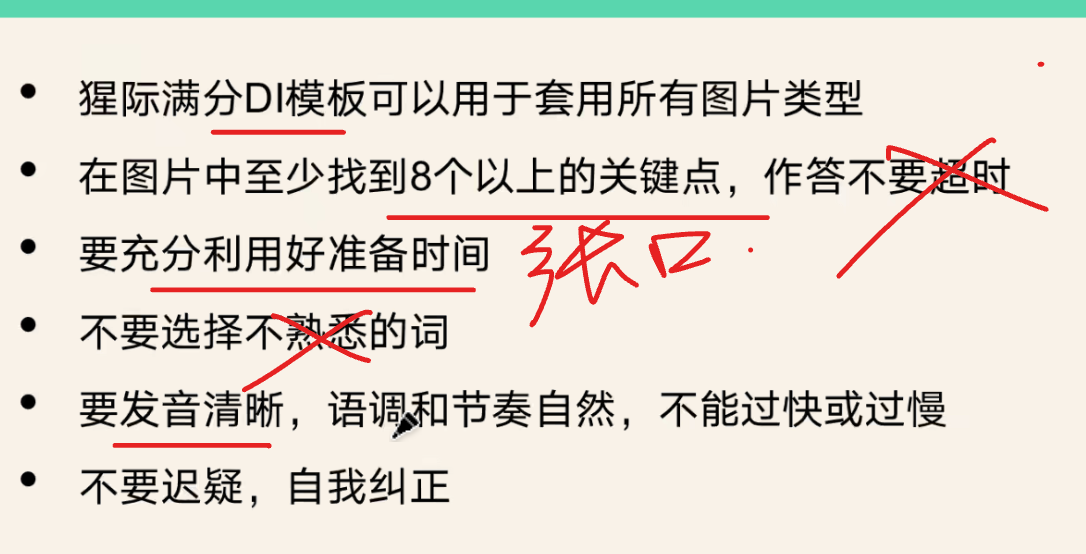 • 猩际满分DI模板可以用于套用所有图片类型
• 在图片中至少找到8个以上的关键点，作答不要超时
• 要充分利用好准备时间 张口
• 不要选择不熟悉的词
• 要发音清晰，语调和节奏自然，不能过快或过慢
• 不要迟疑，自我纠正